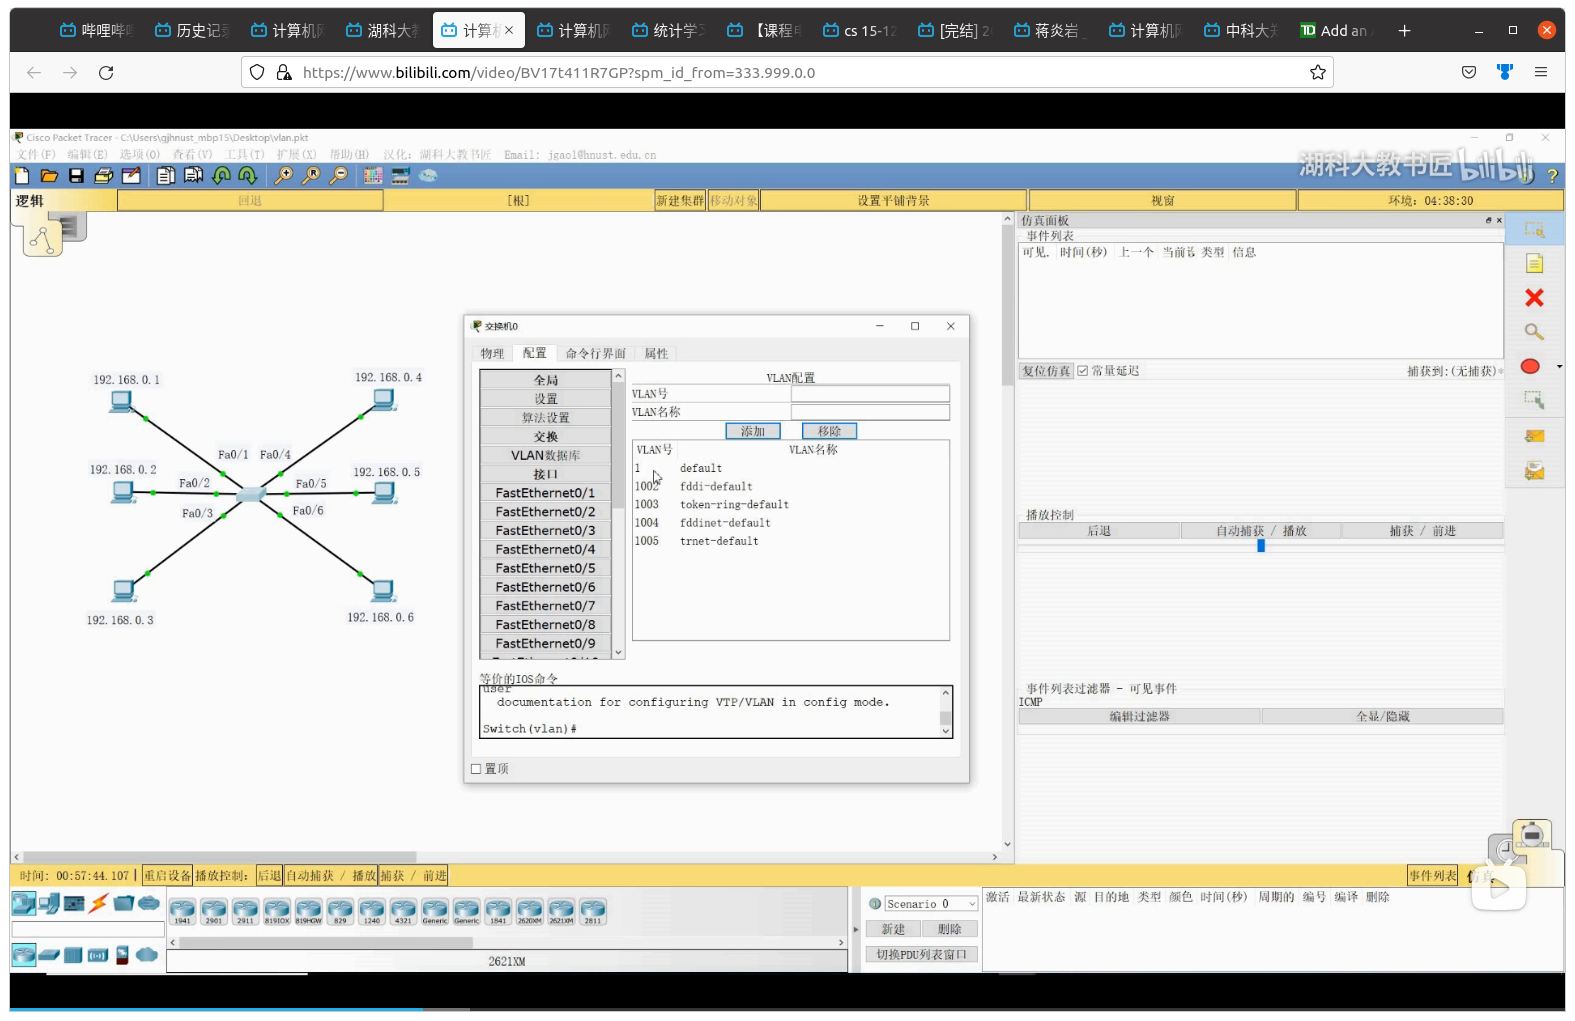 哔哩哔哩
历史记录
计算机网
湖科大教
计算机
计算机网
统计学习
【课程
cs 15-12
[完结] 2
蒋炎岩
计算机网
中科大
Add an
https://www.bilibili.com/video/BV17t411R7GP?spm_id_from=333.999.0.0
Cisco Packet Tracer - C:\Users\gjhnust_mbp15\Desktop\vlan.pkt
文件(F) 编辑(E) 选项(O) 查看(V) 工具(T) 扩展(X) 帮助(H) 汉化: 湖科大教书匠 Email: jgao1@hnust.edu.cn
湖科大教书匠 bilibili
逻辑 回退 [根] 新建集群 移动对象 设置平铺背景 视窗 环境: 04:38:30
仿真面板
事件列表
可见. 时间(秒) 上一个 当前设 类型 信息
复位仿真 常量延迟 捕获到:(无捕获)*
播放控制
后退 自动捕获 / 播放 捕获 / 前进
事件列表过滤器 - 可见事件
ICMP
编辑过滤器 全显/隐藏
192.168.0.1
192.168.0.4
Fa0/1 Fa0/4
192.168.0.2
Fa0/2 Fa0/5
192.168.0.5
Fa0/3 Fa0/6
192.168.0.3
192.168.0.6
交换机0
物理 配置 命令行界面 属性
全局
设置
算法设置
交换
VLAN数据库
接口
FastEthernet0/1
FastEthernet0/2
FastEthernet0/3
FastEthernet0/4
FastEthernet0/5
FastEthernet0/6
FastEthernet0/7
FastEthernet0/8
FastEthernet0/9
VLAN配置
VLAN号
VLAN名称
添加 移除
VLAN号 VLAN名称
1 default
1002 fddi-default
1003 token-ring-default
1004 fddinet-default
1005 trnet-default
等价的IOS命令
user
documentation for configuring VTP/VLAN in config mode.
Switch(vlan)#
置顶
时间: 00:57:44.107 重启设备 播放控制: 后退 自动捕获 / 播放 捕获 / 前进 事件列表 仿真
1941 2901 2911 819IOX 819HGW 829 1240 4321 Generic Generic 1841 2620XM 2621XM 2811
2621XM
Scenario 0
新建 删除
切换PDU列表窗口
激活 最新状态 源 目的地 类型 颜色 时间(秒) 周期的 编号 编译 删除